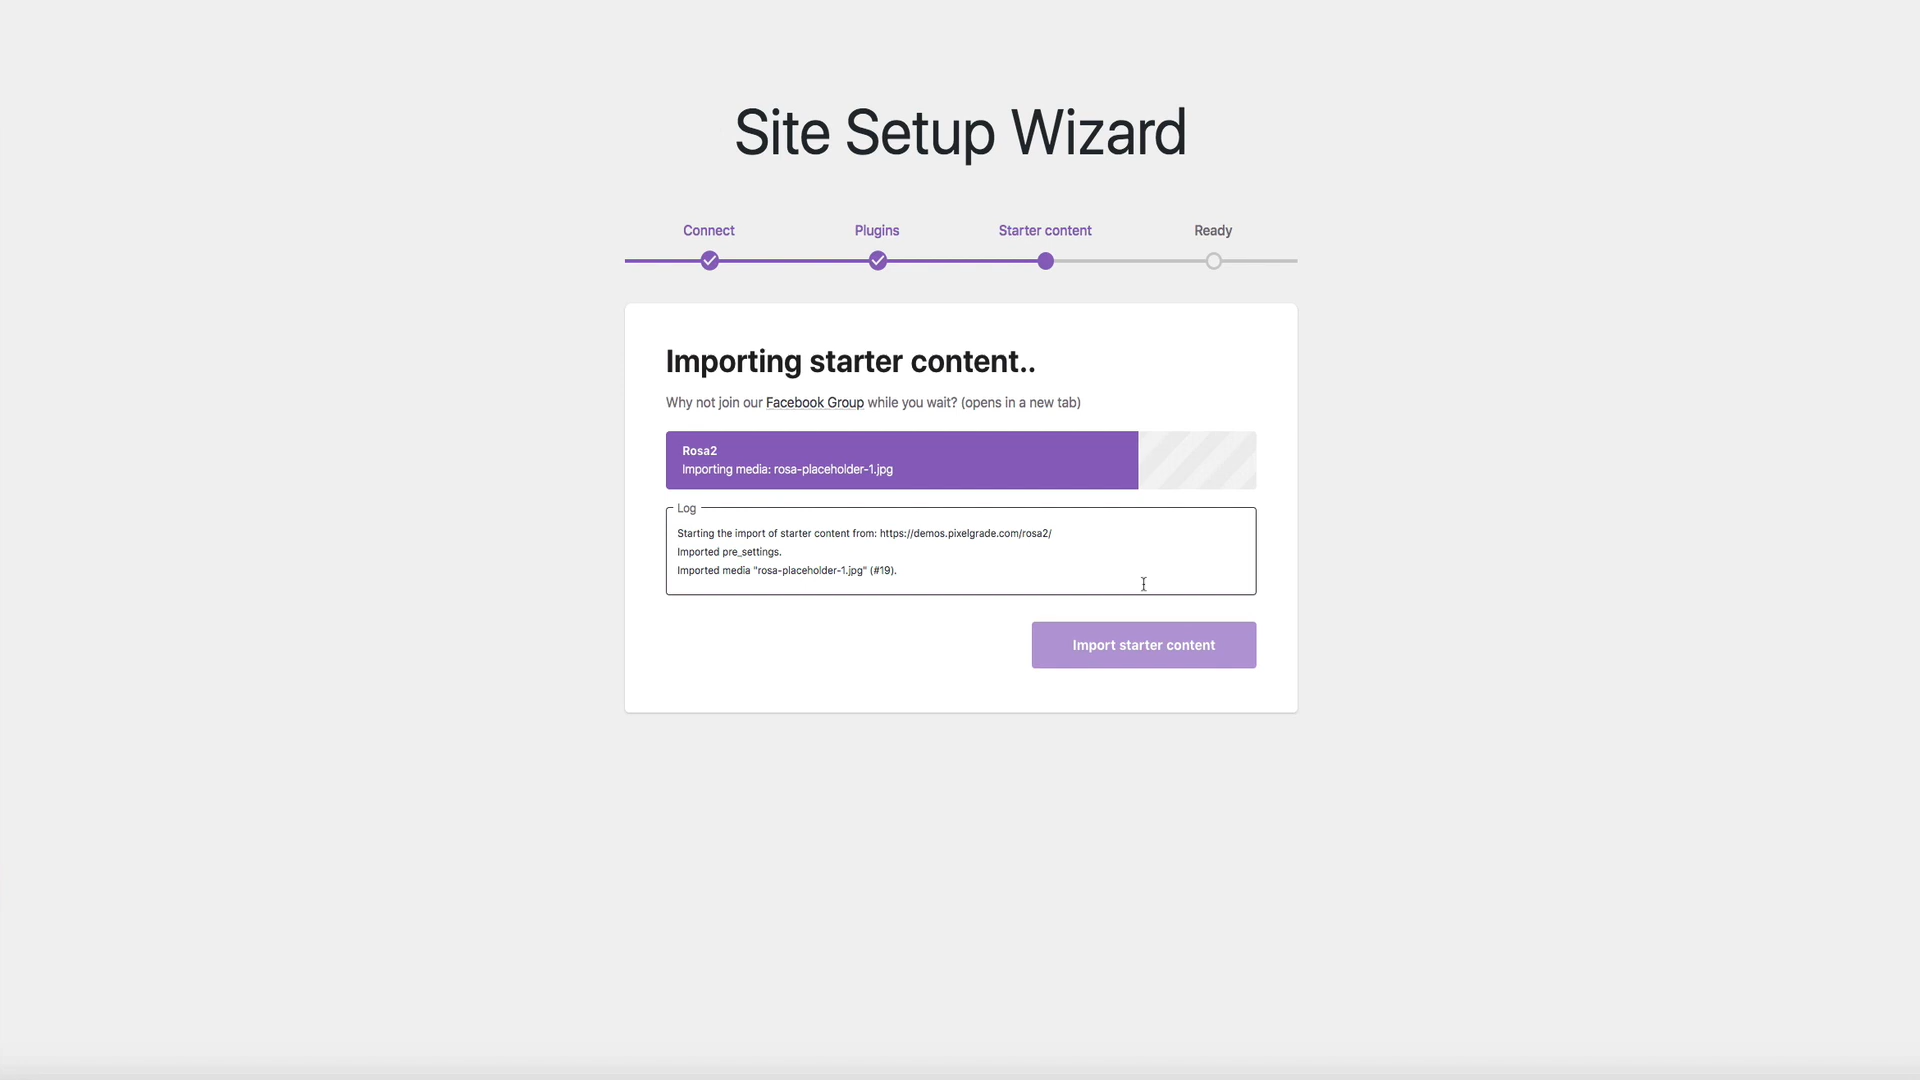 Site Setup Wizard
Connect
Plugins
Starter content
Ready
Importing starter content..
Why not join our Facebook Group while you wait? (opens in a new tab)
Rosa2
Importing media: rosa-placeholder-1.jpg
Log
Starting the import of starter content from: https://demos.pixelgrade.com/rosa2/
Imported pre_settings.
Imported media "rosa-placeholder-1.jpg" (#19).
Import starter content